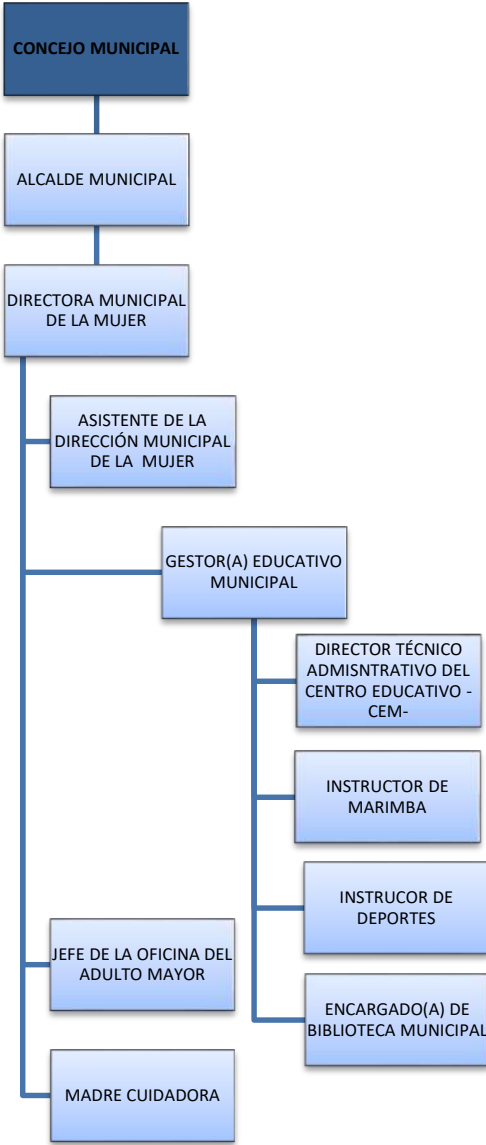 CONCEJO MUNICIPAL
ALCALDE MUNICIPAL
DIRECTORA MUNICIPAL
DE LA MUJER
ASISTENTE DE LA
DIRECCIÓN MUNICIPAL
DE LA MUJER
GESTOR(A) EDUCATIVO
MUNICIPAL
DIRECTOR TÉCNICO
ADMISNTRATIVO DEL
CENTRO EDUCATIVO -
CEM-
INSTRUCTOR DE
MARIMBA
INSTRUCOR DE
DEPORTES
ENCARGADO(A) DE
BIBLIOTECA MUNICIPAL
JEFE DE LA OFICINA DEL
ADULTO MAYOR
MADRE CUIDADORA